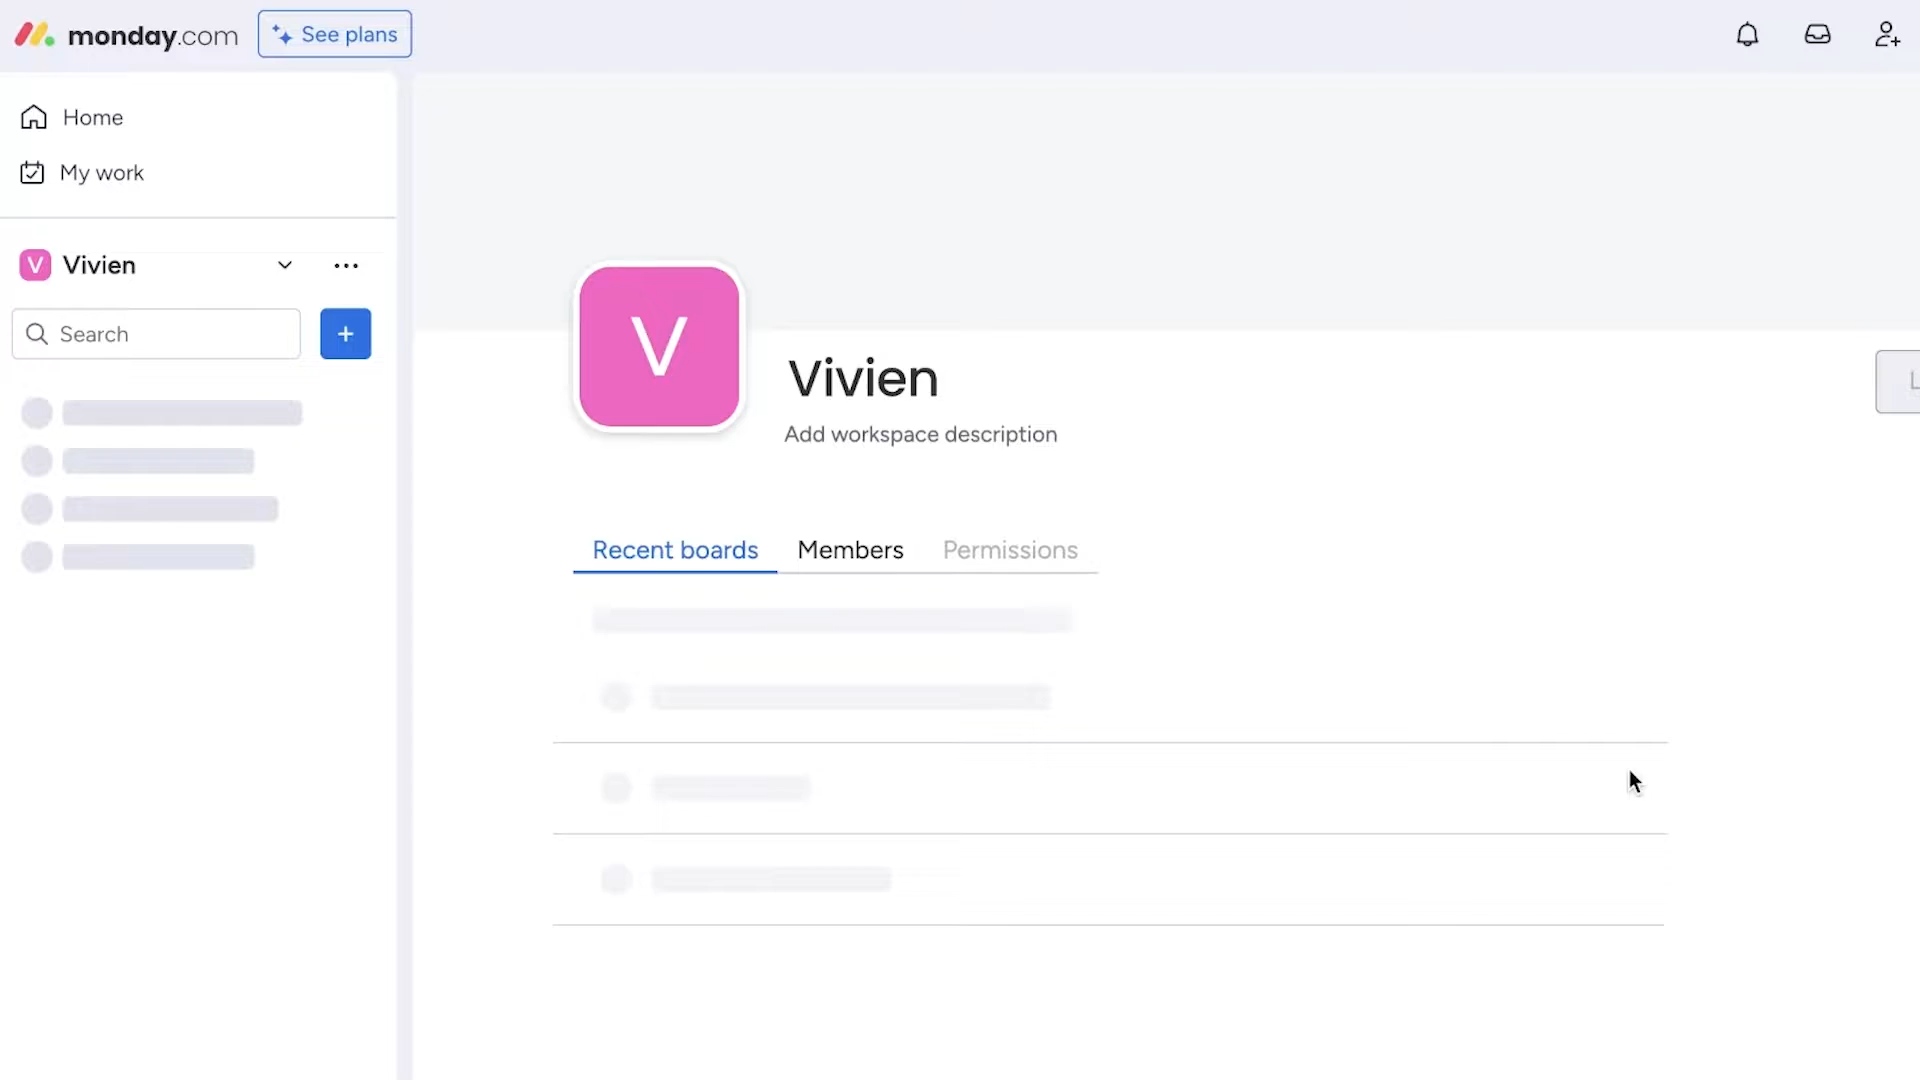 monday.com
See plans
Home
My work
V Vivien
Search
V
Vivien
Add workspace description
Recent boards Members Permissions